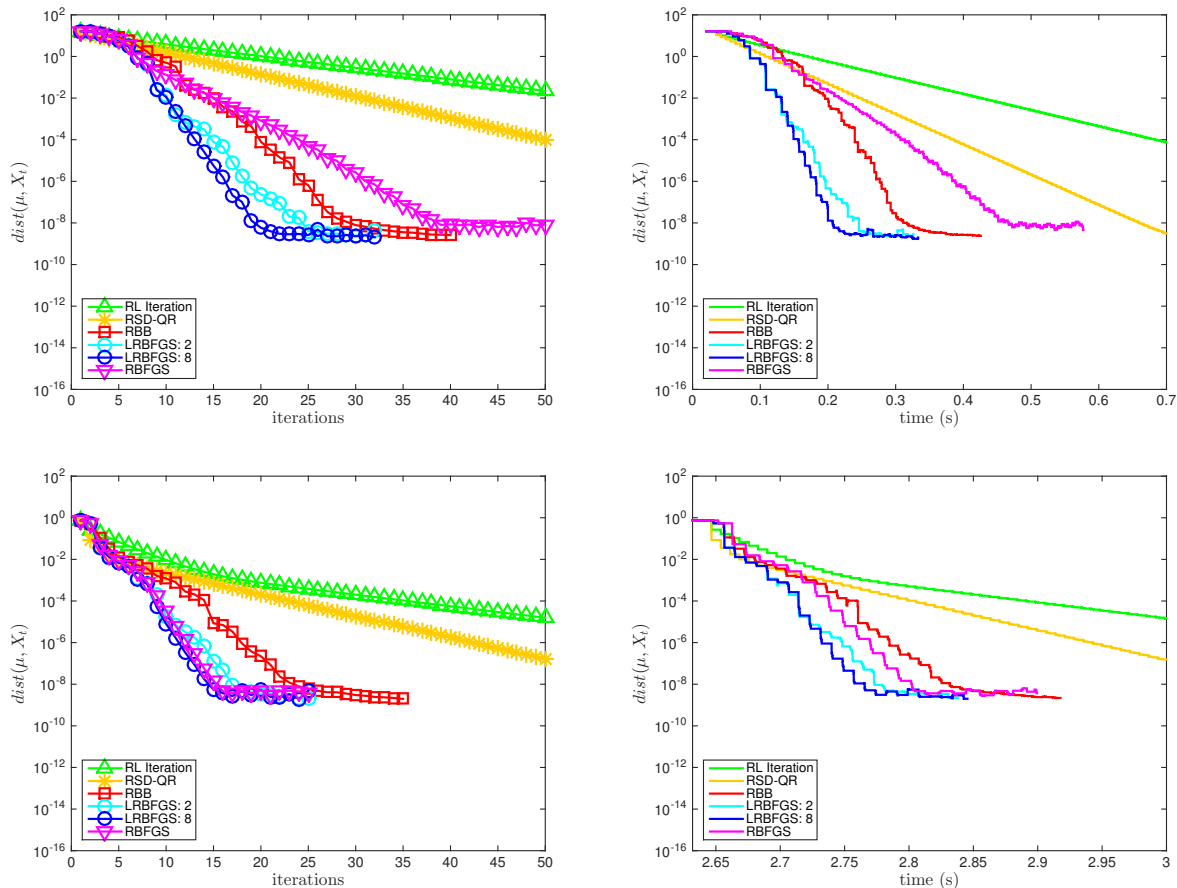 10^2
10^0
10^-2
10^-4
10^-6
10^-8
10^-10
10^-12
10^-14
10^-16
dist(μ, X_t)
RL Iteration
RSD-QR
RBB
LRBFGS: 2
LRBFGS: 8
RBFGS
0 5 10 15 20 25 30 35 40 45 50
iterations
10^2
10^0
10^-2
10^-4
10^-6
10^-8
10^-10
10^-12
10^-14
10^-16
dist(μ, X_t)
RL Iteration
RSD-QR
RBB
LRBFGS: 2
LRBFGS: 8
RBFGS
0 0.1 0.2 0.3 0.4 0.5 0.6 0.7
time (s)
10^2
10^0
10^-2
10^-4
10^-6
10^-8
10^-10
10^-12
10^-14
10^-16
dist(μ, X_t)
RL Iteration
RSD-QR
RBB
LRBFGS: 2
LRBFGS: 8
RBFGS
0 5 10 15 20 25 30 35 40 45 50
iterations
10^2
10^0
10^-2
10^-4
10^-6
10^-8
10^-10
10^-12
10^-14
10^-16
dist(μ, X_t)
RL Iteration
RSD-QR
RBB
LRBFGS: 2
LRBFGS: 8
RBFGS
2.65 2.7 2.75 2.8 2.85 2.9 2.95 3
time (s)